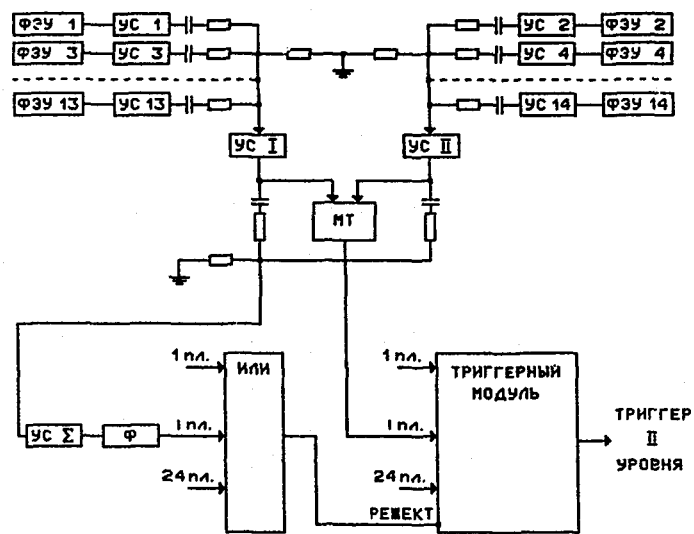 ФЭУ 1 УС 1 УС 2 ФЭУ 2
ФЭУ 3 УС 3 УС 4 ФЭУ 4
ФЭУ 13 УС 13 УС 14 ФЭУ 14
УС I УС II
МТ
1 пл. ИЛИ 1 пл. ТРИГГЕРНЫЙ
МОДУЛЬ
УС Σ Ф 1 пл. 1 пл. ТРИГГЕР
II
УРОВНЯ
24 пл. 24 пл.
РЕЖЕКТ